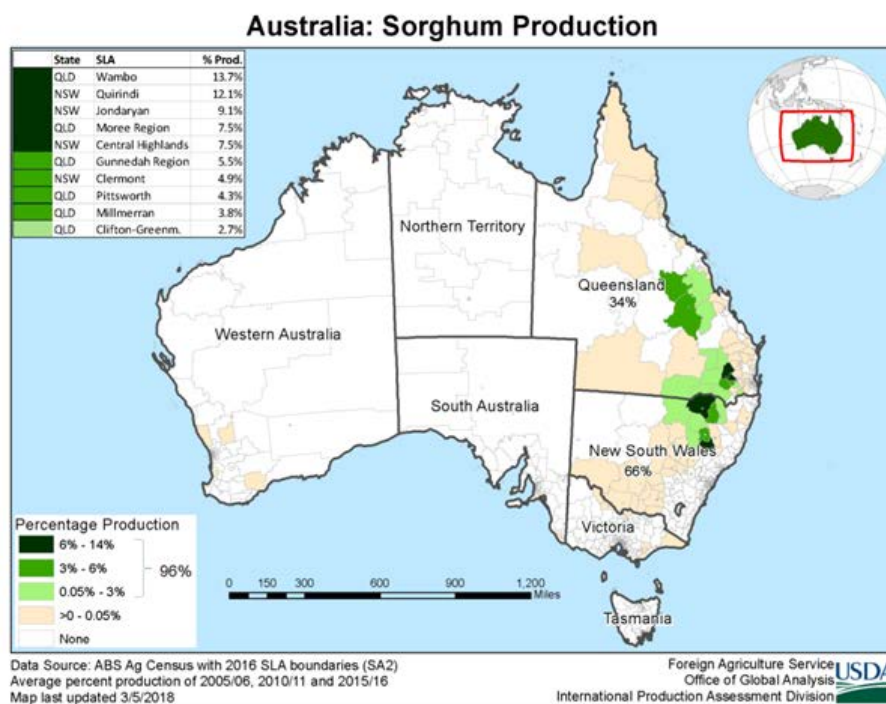 Australia: Sorghum Production
State SLA % Prod.
QLD Wambo 13.7%
NSW Quirindi 12.1%
NSW Jondaryan 9.1%
QLD Moree Region 7.5%
NSW Central Highlands 7.5%
QLD Gunnedah Region 5.5%
NSW Clermont 4.9%
QLD Pittsworth 4.3%
QLD Millmerran 3.8%
QLD Clifton-Greenm. 2.7%
Northern Territory
Queensland
34%
Western Australia
South Australia
New South Wales
66%
Victoria
Tasmania
Percentage Production
6% - 14%
3% - 6%
96%
0.05% - 3%
>0 - 0.05%
None
0 150 300 600 900 1,200
Miles
Data Source: ABS Ag Census with 2016 SLA boundaries (SA2)
Average percent production of 2005/06, 2010/11 and 2015/16
Map last updated 3/5/2018
Foreign Agriculture Service
Office of Global Analysis
International Production Assessment Division
USDA